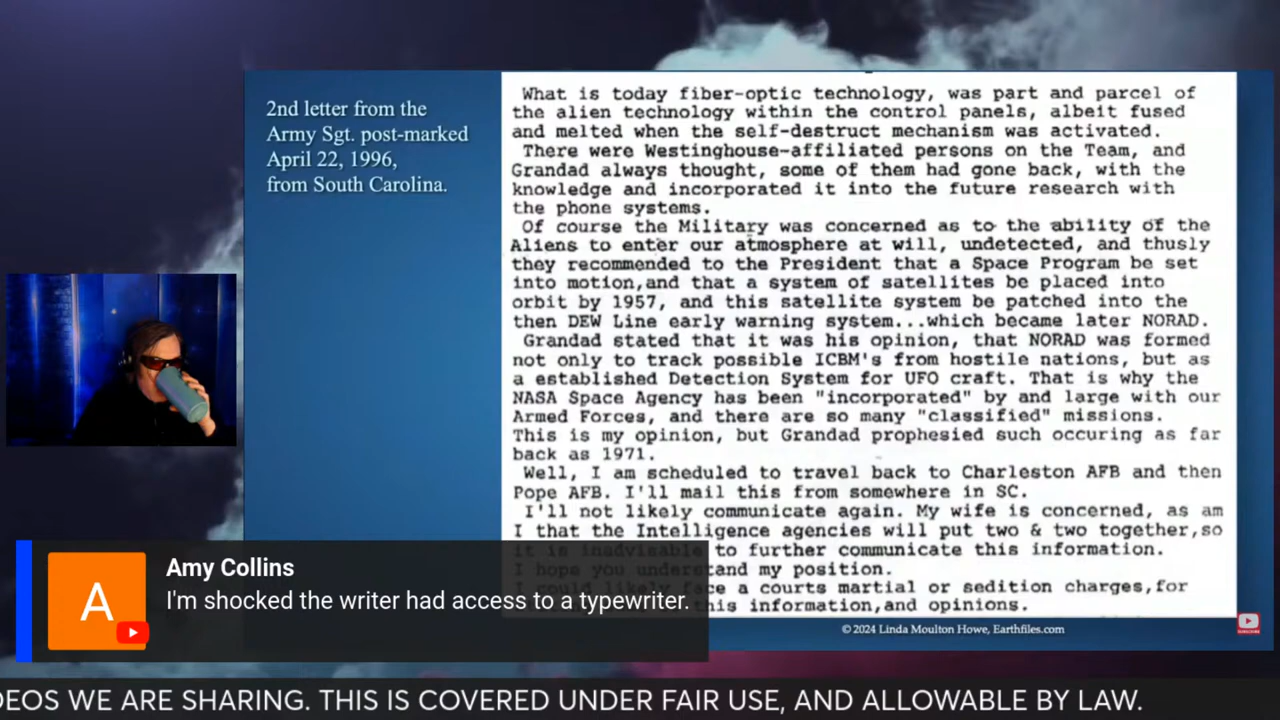 2nd letter from the
Army Sgt. post-marked
April 22, 1996,
from South Carolina.
What is today fiber-optic technology, was part and parcel of
the alien technology within the control panels, albeit fused
and melted when the self-destruct mechanism was activated.
There were Westinghouse-affiliated persons on the Team, and
Grandad always thought, some of them had gone back, with the
knowledge and incorporated it into the future research with
the phone systems.
Of course the Military was concerned as to the ability of the
Aliens to enter our atmosphere at will, undetected, and thusly
they recommended to the President that a Space Program be set
into motion,and that a system of satellites be placed into
orbit by 1957, and this satellite system be patched into the
then DEW Line early warning system...which became later NORAD.
Grandad stated that it was his opinion, that NORAD was formed
not only to track possible ICBM's from hostile nations, but as
a established Detection System for UFO craft. That is why the
NASA Space Agency has been "incorporated" by and large with our
Armed Forces, and there are so many "classified" missions.
This is my opinion, but Grandad prophesied such occuring as far
back as 1971.
Well, I am scheduled to travel back to Charleston AFB and then
Pope AFB. I'll mail this from somewhere in SC.
I'll not likely communicate again. My wife is concerned, as am
I that the Intelligence agencies will put two & two together,so
it is inadvisable to further communicate this information.
I hope you understand my position.
I could likely face a courts martial or sedition charges,for
this information,and opinions.
© 2024 Linda Moulton Howe, Earthfiles.com
SUBSCRIBE
A
Amy Collins
I'm shocked the writer had access to a typewriter.
DEOS WE ARE SHARING. THIS IS COVERED UNDER FAIR USE, AND ALLOWABLE BY LAW.